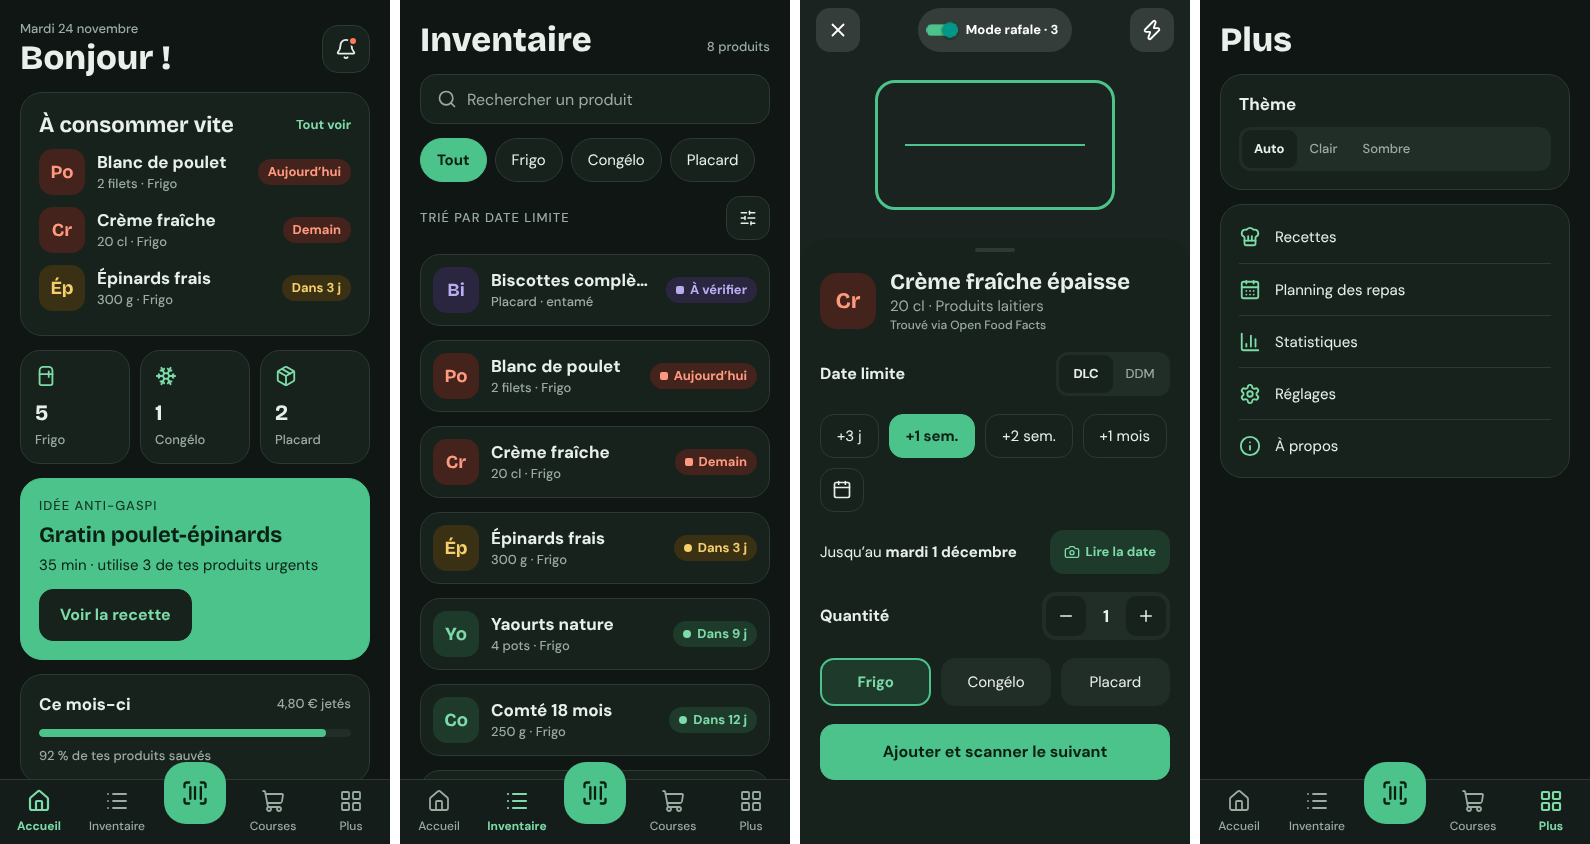 Mardi 24 novembre
Bonjour !
À consommer vite
Tout voir
Po
Blanc de poulet
2 filets · Frigo
Aujourd’hui
Cr
Crème fraîche
20 cl · Frigo
Demain
Ép
Épinards frais
300 g · Frigo
Dans 3 j
5
Frigo
1
Congélo
2
Placard
IDÉE ANTI-GASPI
Gratin poulet-épinards
35 min · utilise 3 de tes produits urgents
Voir la recette
Ce mois-ci
4,80 € jetés
92 % de tes produits sauvés
Accueil
Inventaire
Courses
Plus
Inventaire
8 produits
Rechercher un produit
Tout
Frigo
Congélo
Placard
TRIÉ PAR DATE LIMITE
Bi
Biscottes complè…
Placard · entamé
À vérifier
Po
Blanc de poulet
2 filets · Frigo
Aujourd’hui
Cr
Crème fraîche
20 cl · Frigo
Demain
Ép
Épinards frais
300 g · Frigo
Dans 3 j
Yo
Yaourts nature
4 pots · Frigo
Dans 9 j
Co
Comté 18 mois
250 g · Frigo
Dans 12 j
Accueil
Inventaire
Courses
Plus
Mode rafale · 3
Cr
Crème fraîche épaisse
20 cl · Produits laitiers
Trouvé via Open Food Facts
Date limite
DLC
DDM
+3 j
+1 sem.
+2 sem.
+1 mois
Jusqu’au mardi 1 décembre
Lire la date
Quantité
1
Frigo
Congélo
Placard
Ajouter et scanner le suivant
Plus
Thème
Auto
Clair
Sombre
Recettes
Planning des repas
Statistiques
Réglages
À propos
Accueil
Inventaire
Courses
Plus